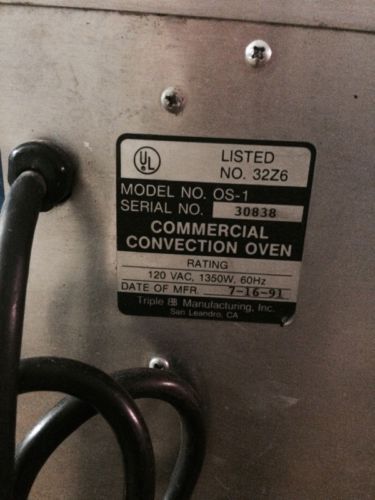 UL
LISTED
NO. 32Z6
MODEL NO. OS-1
SERIAL NO. 30838
COMMERCIAL
CONVECTION OVEN
RATING
120 VAC, 1350W, 60Hz
DATE OF MFR. 7-16-91
Triple BB Manufacturing, Inc.
San Leandro, CA